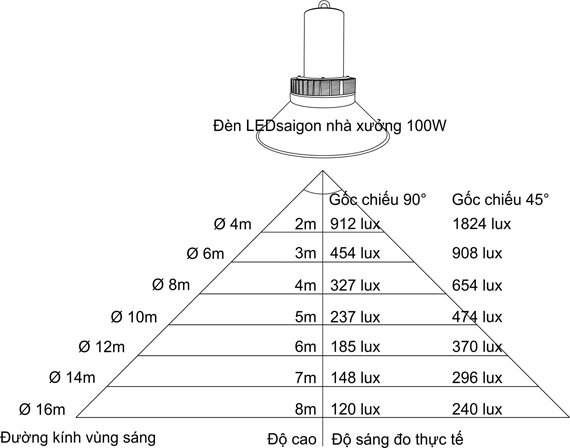 Đèn LEDsaigon nhà xưởng 100W
Gốc chiếu 90° Gốc chiếu 45°
Ø 4m 2m 912 lux 1824 lux
Ø 6m 3m 454 lux 908 lux
Ø 8m 4m 327 lux 654 lux
Ø 10m 5m 237 lux 474 lux
Ø 12m 6m 185 lux 370 lux
Ø 14m 7m 148 lux 296 lux
Ø 16m 8m 120 lux 240 lux
Đường kính vùng sáng Độ cao Độ sáng đo thực tế